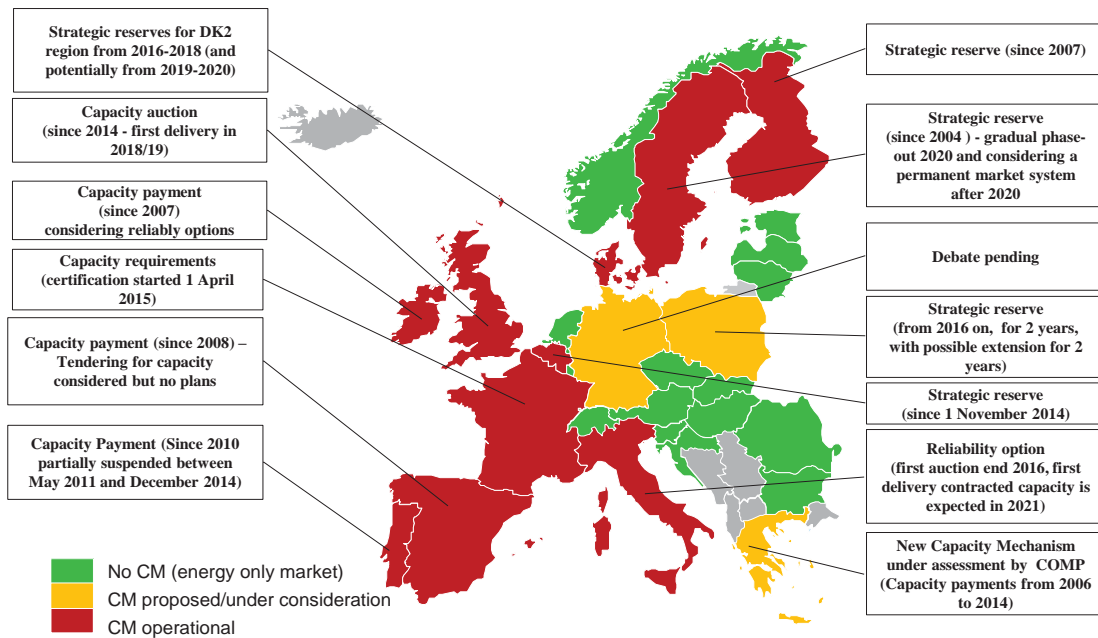 Strategic reserves for DK2
region from 2016-2018 (and
potentially from 2019-2020)
Capacity auction
(since 2014 - first delivery in
2018/19)
Capacity payment
(since 2007)
considering reliably options
Capacity requirements
(certification started 1 April
2015)
Capacity payment (since 2008) –
Tendering for capacity
considered but no plans
Capacity Payment (Since 2010
partially suspended between
May 2011 and December 2014)
Strategic reserve (since 2007)
Strategic reserve
(since 2004 ) - gradual phase-
out 2020 and considering a
permanent market system
after 2020
Debate pending
Strategic reserve
(from 2016 on, for 2 years,
with possible extension for 2
years)
Strategic reserve
(since 1 November 2014)
Reliability option
(first auction end 2016, first
delivery contracted capacity is
expected in 2021)
New Capacity Mechanism
under assessment by COMP
(Capacity payments from 2006
to 2014)
No CM (energy only market)
CM proposed/under consideration
CM operational